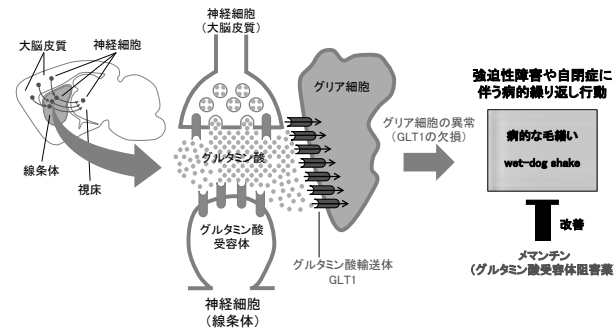 大脳皮質
神経細胞
線条体
視床
神経細胞
(大脳皮質)
グルタミン酸
グルタミン酸
受容体
神経細胞
(線条体)
グリア細胞
グルタミン酸輸送体
GLT1
グリア細胞の異常
(GLT1の欠損)
強迫性障害や自閉症に
伴う病的繰り返し行動
病的な毛繕い
wet-dog shake
改善
メマンチン
(グルタミン酸受容体阻害薬